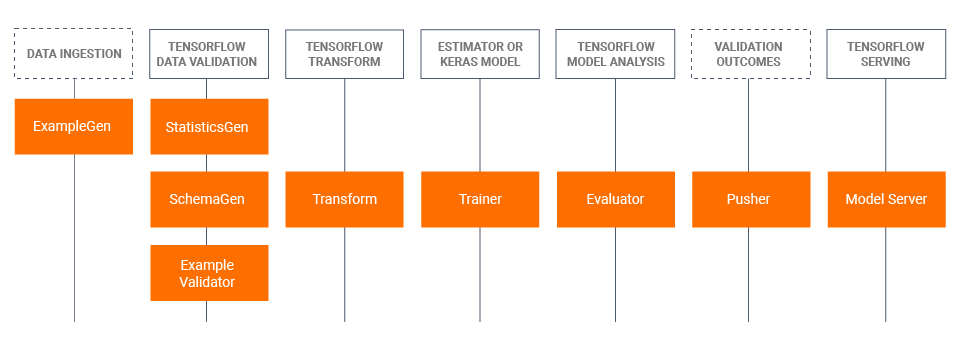 DATA INGESTION
TENSORFLOW
DATA VALIDATION
TENSORFLOW
TRANSFORM
ESTIMATOR OR
KERAS MODEL
TENSORFLOW
MODEL ANALYSIS
VALIDATION
OUTCOMES
TENSORFLOW
SERVING
ExampleGen
StatisticsGen
SchemaGen
Example
Validator
Transform
Trainer
Evaluator
Pusher
Model Server